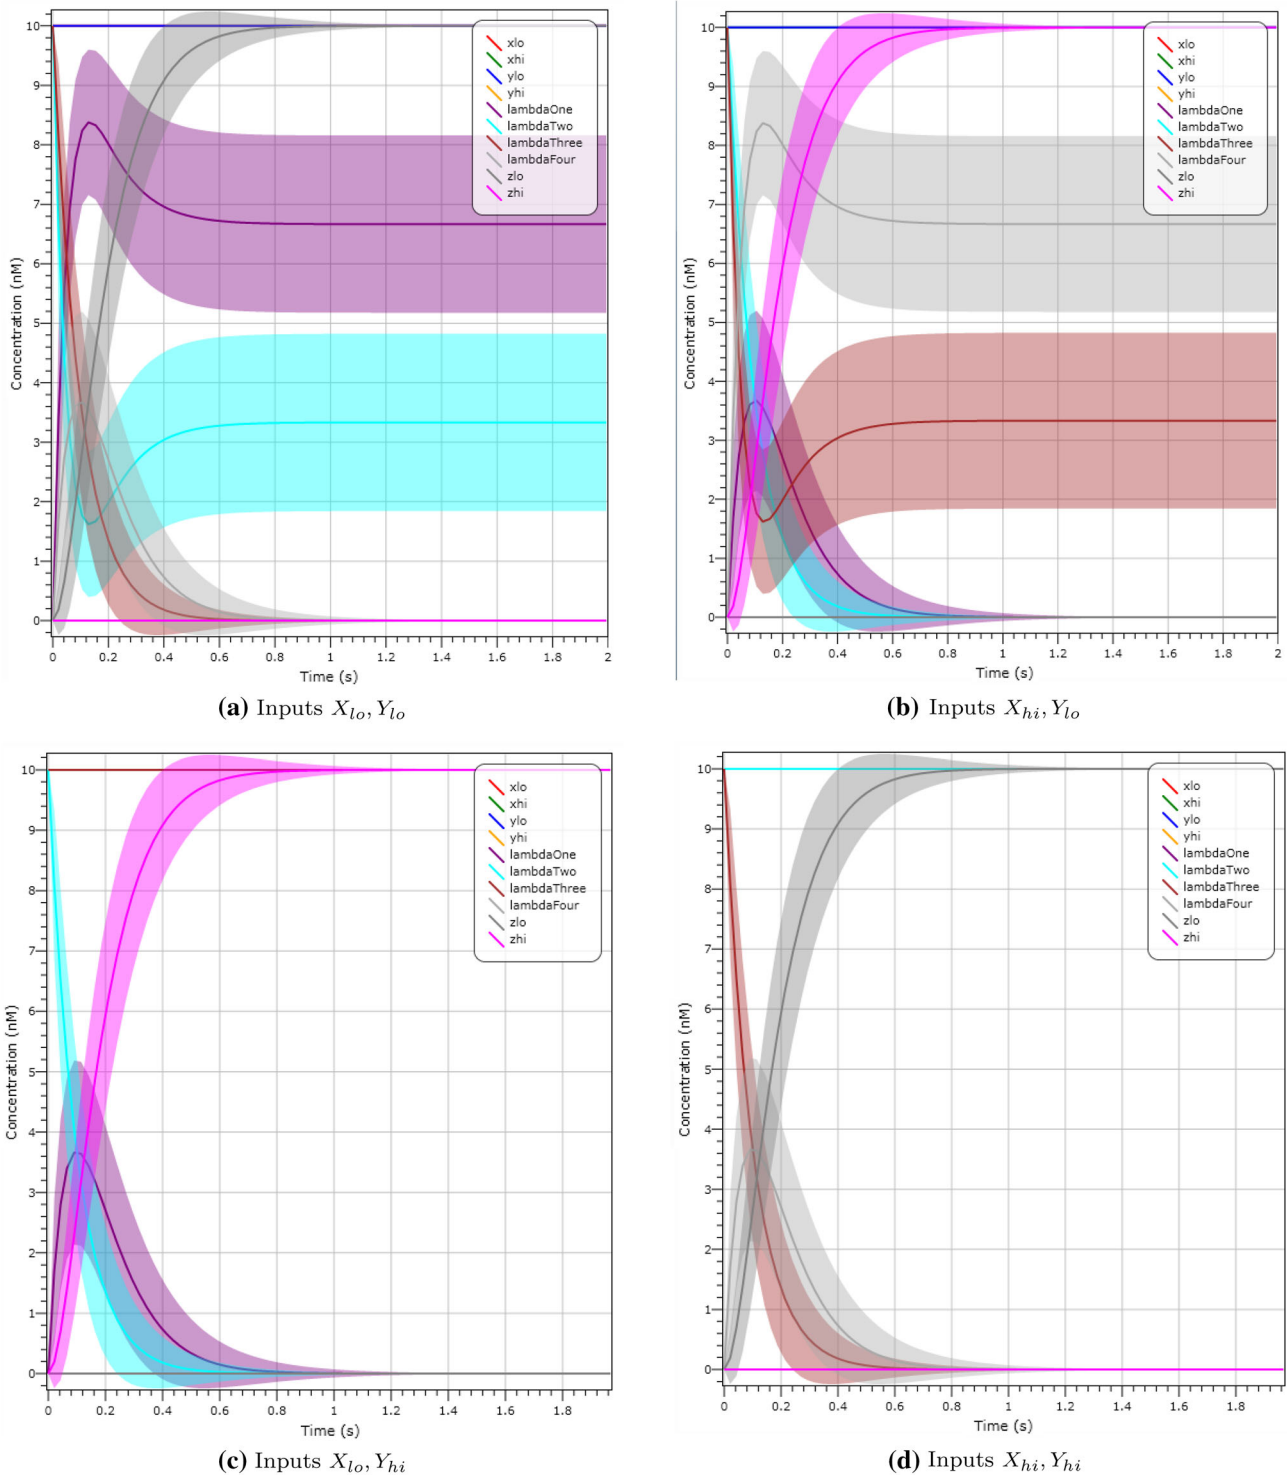 Concentration (nM)
10
9
8
7
6
5
4
3
2
1
0
xlo
xhi
ylo
yhi
lambdaOne
lambdaTwo
lambdaThree
lambdaFour
zlo
zhi
0 0.2 0.4 0.6 0.8 1 1.2 1.4 1.6 1.8 2
Time (s)
(a) Inputs Xlo, Ylo
Concentration (nM)
10
9
8
7
6
5
4
3
2
1
0
xlo
xhi
ylo
yhi
lambdaOne
lambdaTwo
lambdaThree
lambdaFour
zlo
zhi
0 0.2 0.4 0.6 0.8 1 1.2 1.4 1.6 1.8 2
Time (s)
(b) Inputs Xhi, Ylo
Concentration (nM)
10
9
8
7
6
5
4
3
2
1
0
xlo
xhi
ylo
yhi
lambdaOne
lambdaTwo
lambdaThree
lambdaFour
zlo
zhi
0 0.2 0.4 0.6 0.8 1 1.2 1.4 1.6 1.8
Time (s)
(c) Inputs Xlo, Yhi
Concentration (nM)
10
9
8
7
6
5
4
3
2
1
0
xlo
xhi
ylo
yhi
lambdaOne
lambdaTwo
lambdaThree
lambdaFour
zlo
zhi
0 0.2 0.4 0.6 0.8 1 1.2 1.4 1.6 1.8
Time (s)
(d) Inputs Xhi, Yhi